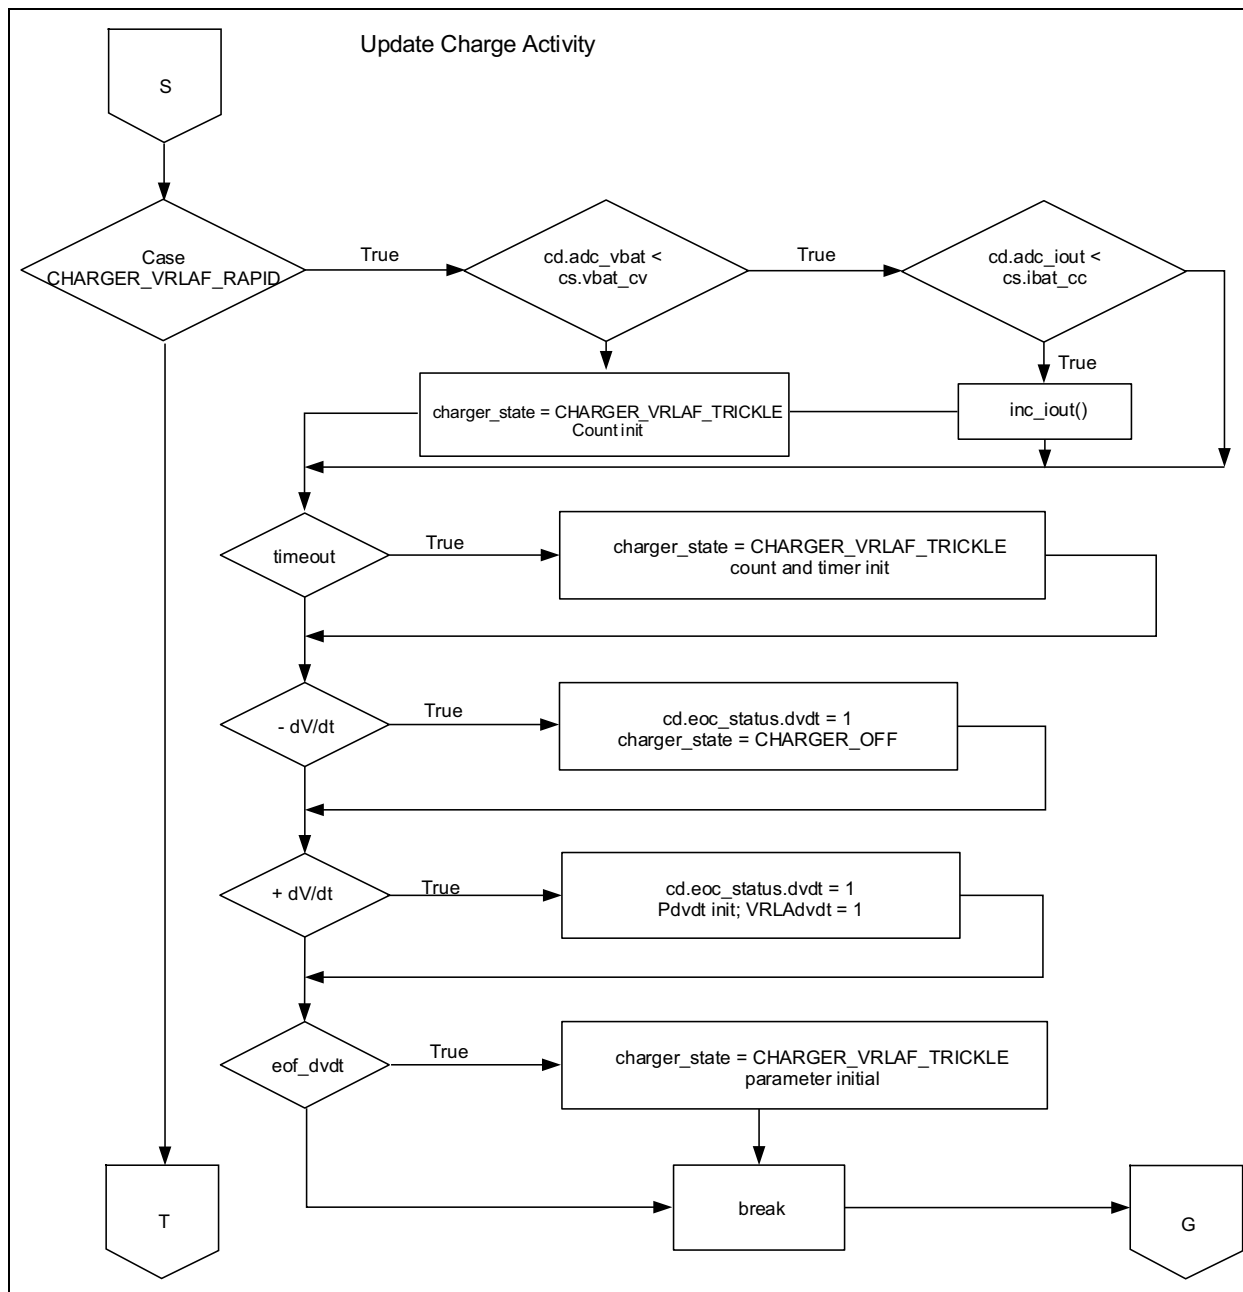 Update Charge Activity
S
Case
CHARGER_VRLAF_RAPID
True
cd.adc_vbat <
cs.vbat_cv
True
cd.adc_iout <
cs.ibat_cc
True
charger_state = CHARGER_VRLAF_TRICKLE
Count init
inc_iout()
timeout
True
charger_state = CHARGER_VRLAF_TRICKLE
count and timer init
- dV/dt
True
cd.eoc_status.dvdt = 1
charger_state = CHARGER_OFF
+ dV/dt
True
cd.eoc_status.dvdt = 1
Pdvdt init; VRLAdvdt = 1
eof_dvdt
True
charger_state = CHARGER_VRLAF_TRICKLE
parameter initial
T
break
G